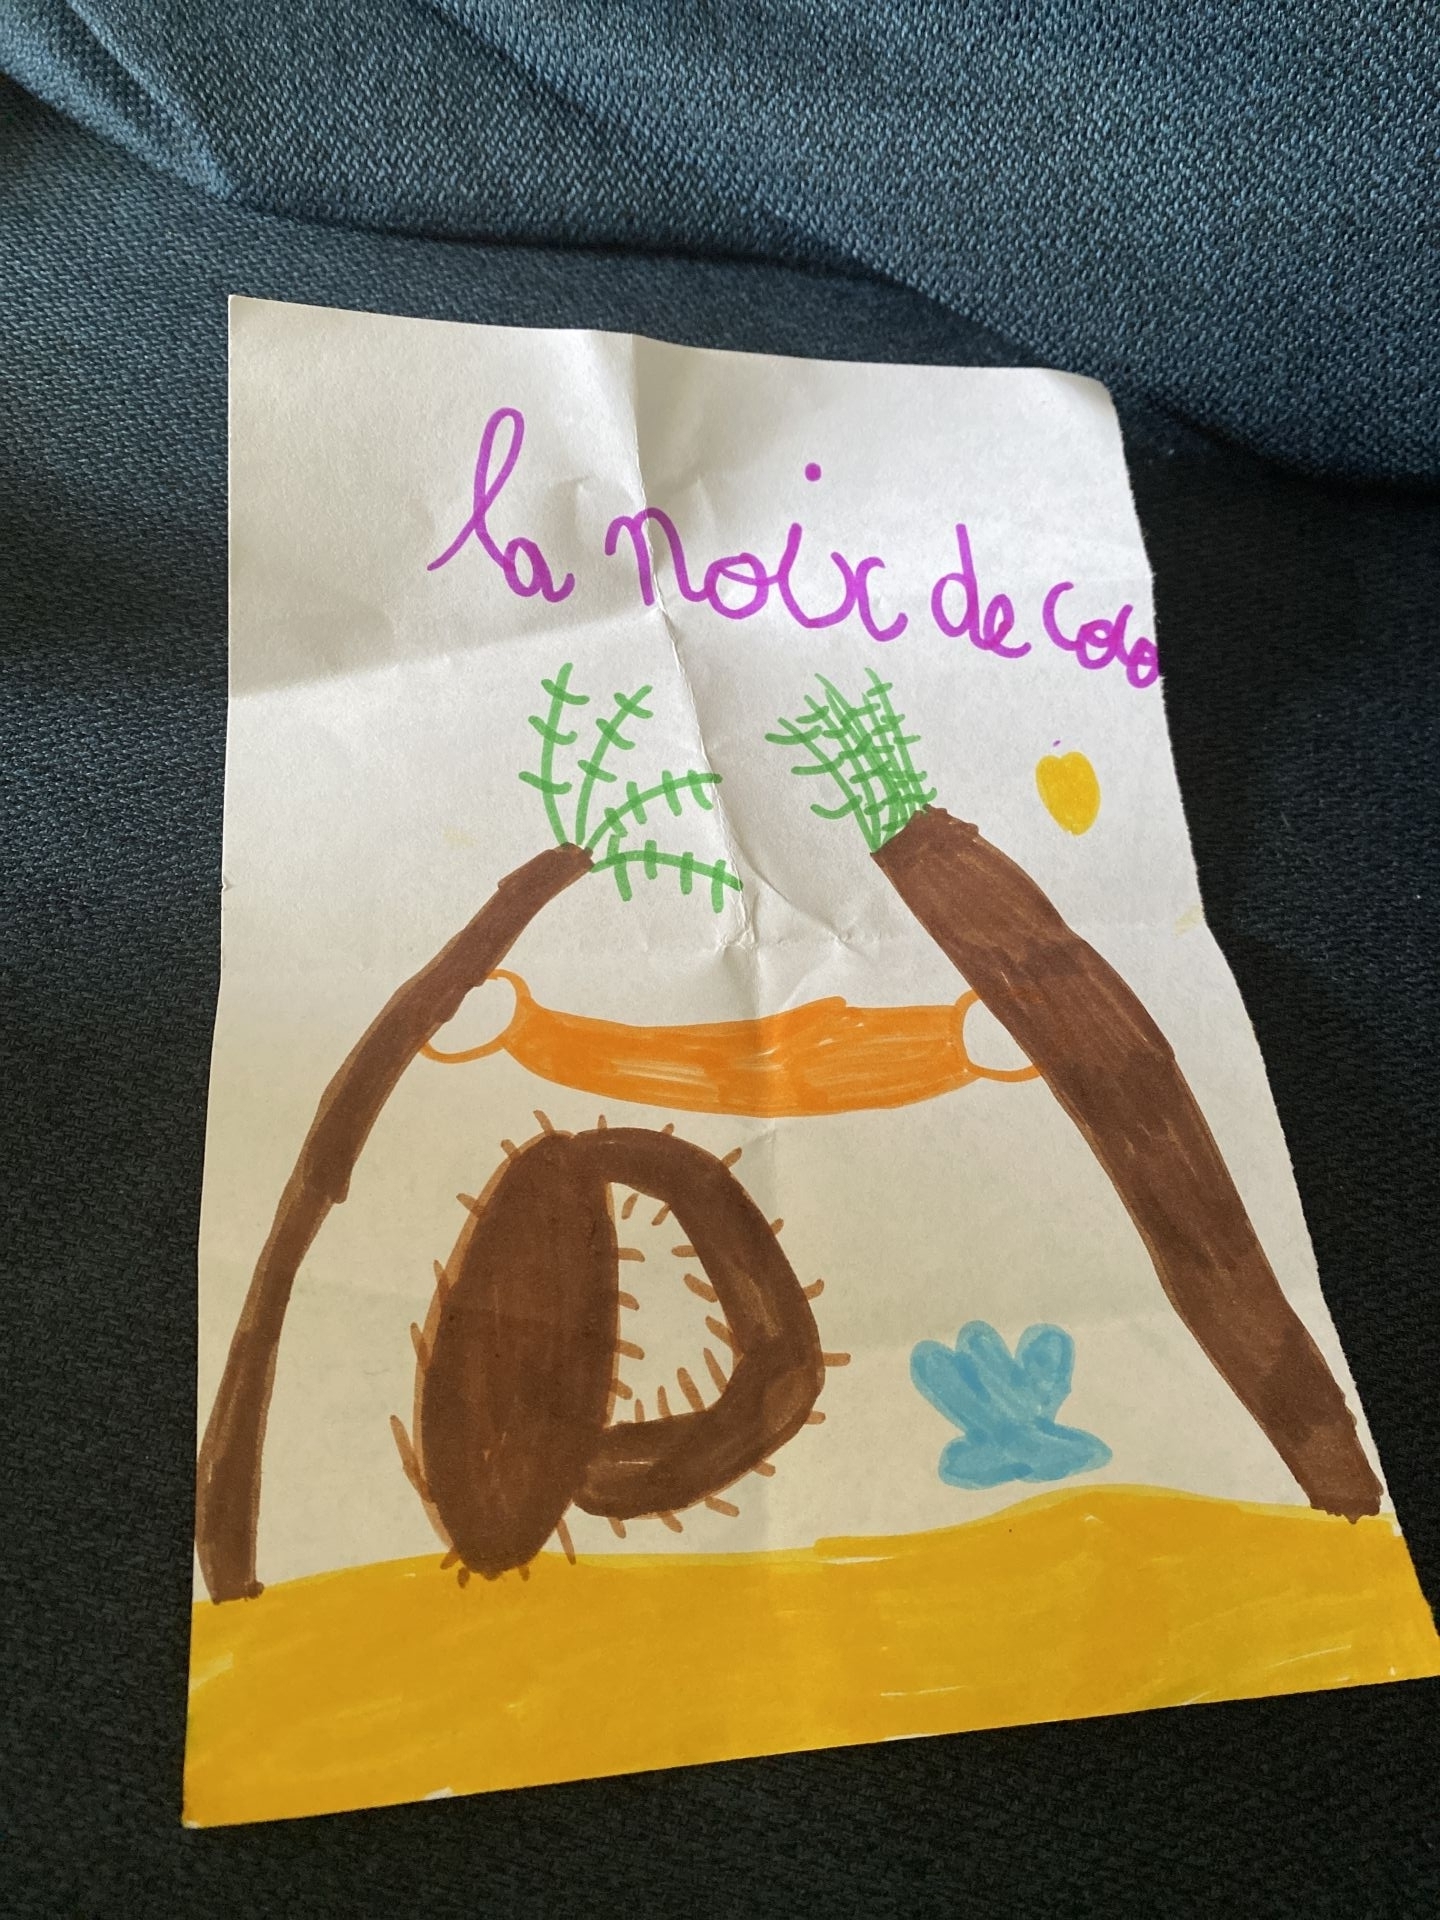 la noix de coco